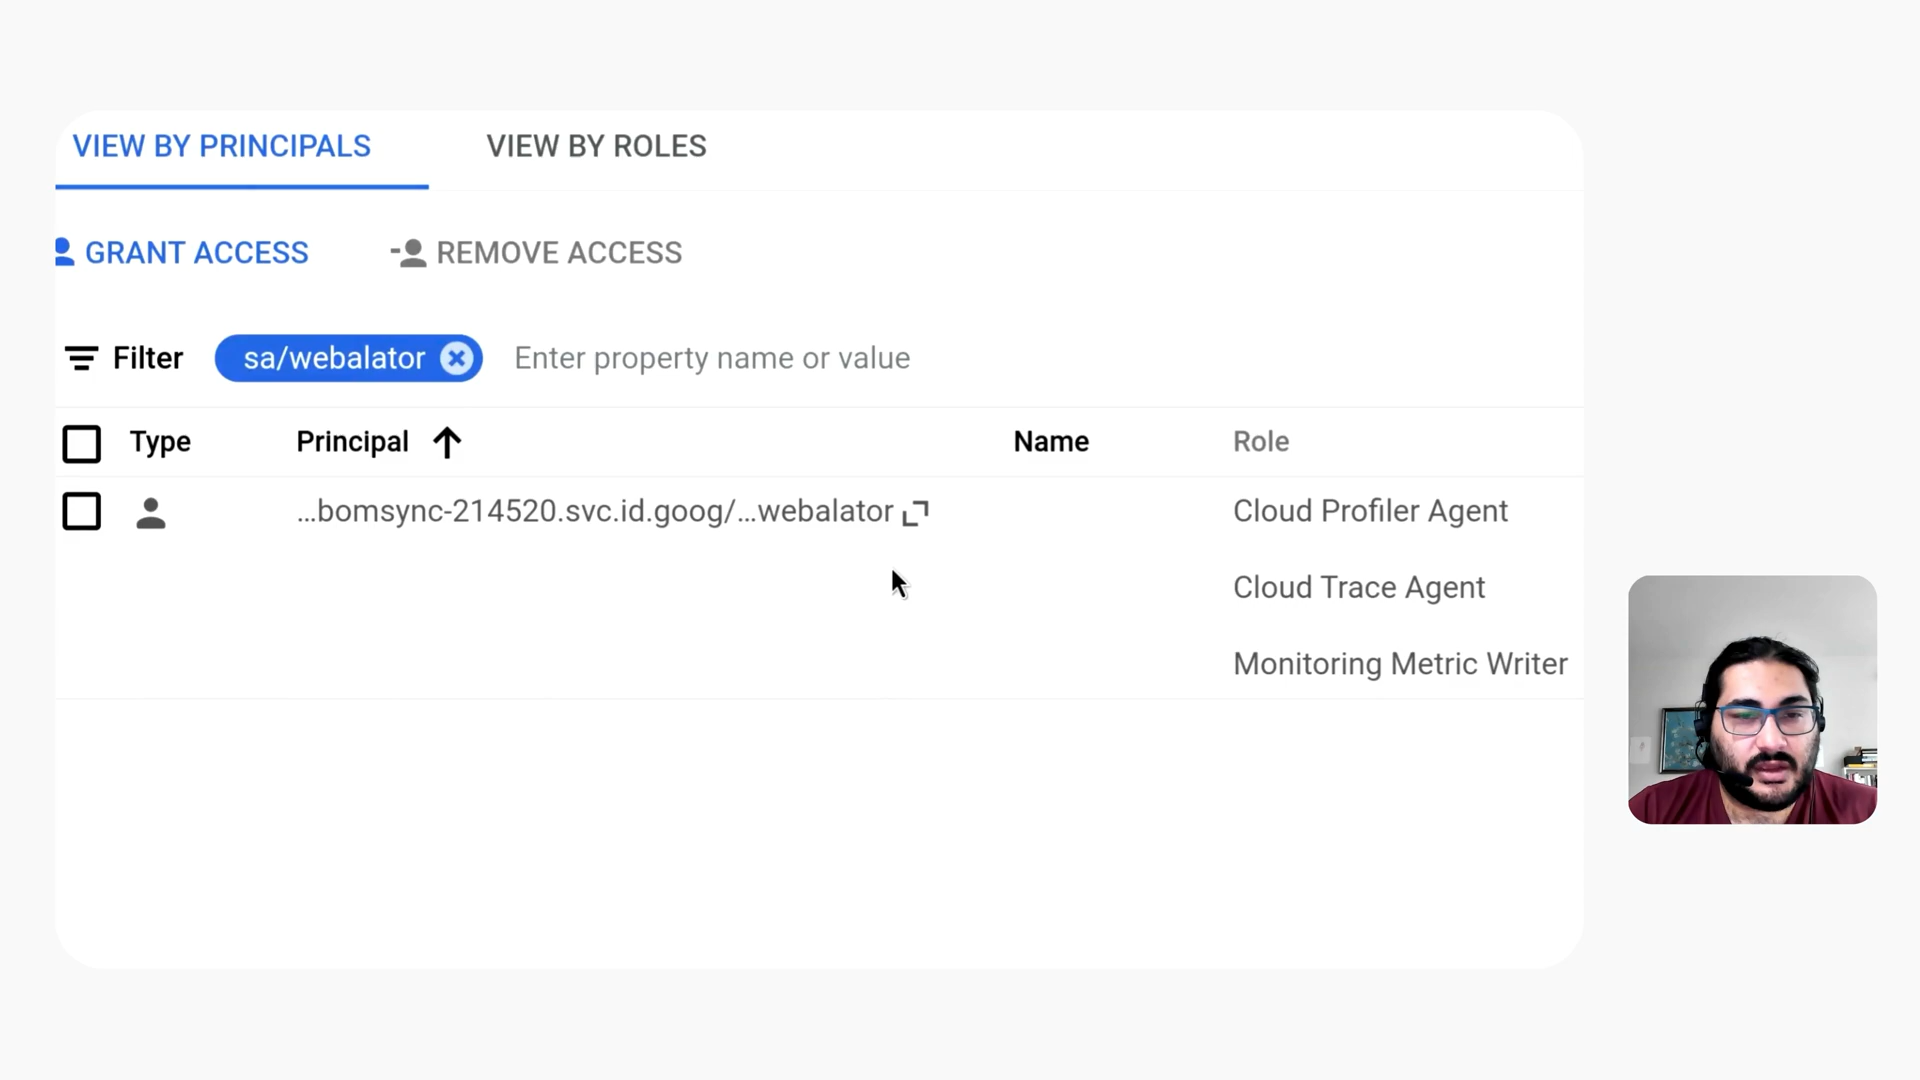 VIEW BY PRINCIPALS VIEW BY ROLES
GRANT ACCESS REMOVE ACCESS
Filter sa/webalator Enter property name or value
Type Principal Name Role
...bomsync-214520.svc.id.goog/...webalator Cloud Profiler Agent
Cloud Trace Agent
Monitoring Metric Writer